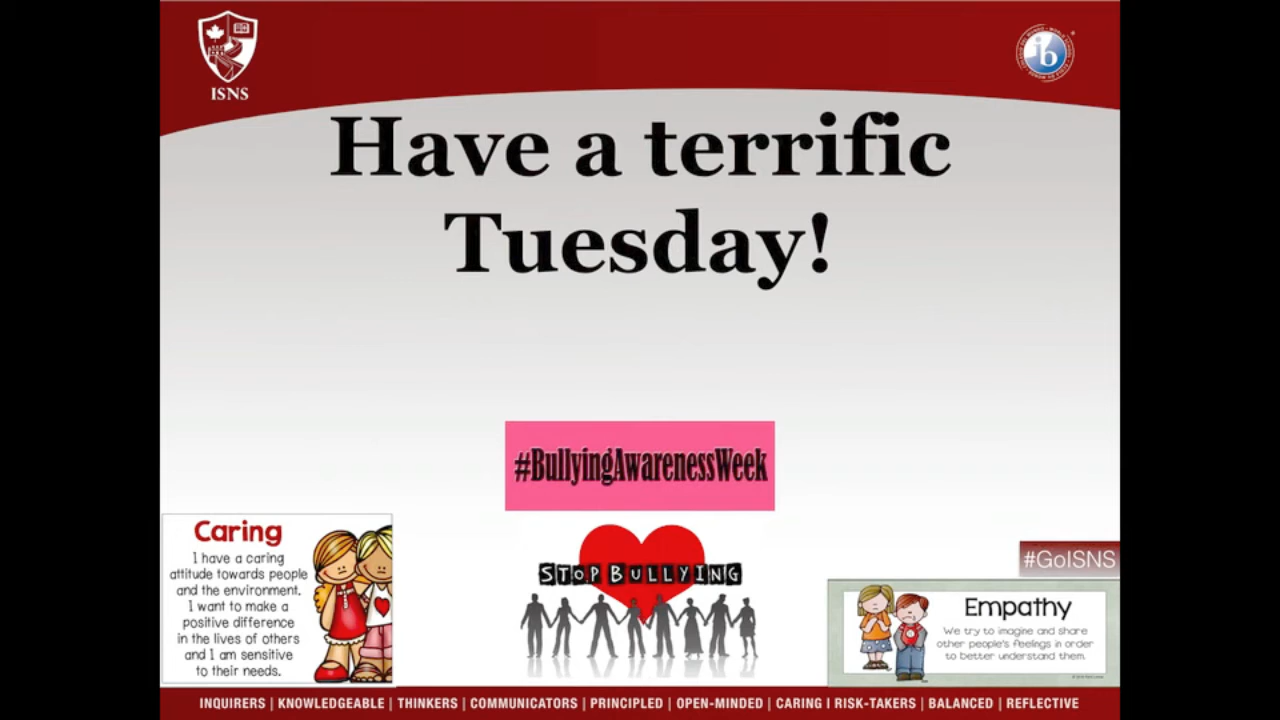 ISNS
ib
Have a terrific
Tuesday!
#BullyingAwarenessWeek
STOP BULLYING
Caring
I have a caring
attitude towards people
and the environment.
I want to make a
positive difference
in the lives of others
and I am sensitive
to their needs.
#GoISNS
Empathy
We try to imagine and share
other people's feelings in order
to better understand them.
INQUIRERS | KNOWLEDGEABLE | THINKERS | COMMUNICATORS | PRINCIPLED | OPEN-MINDED | CARING I RISK-TAKERS | BALANCED | REFLECTIVE